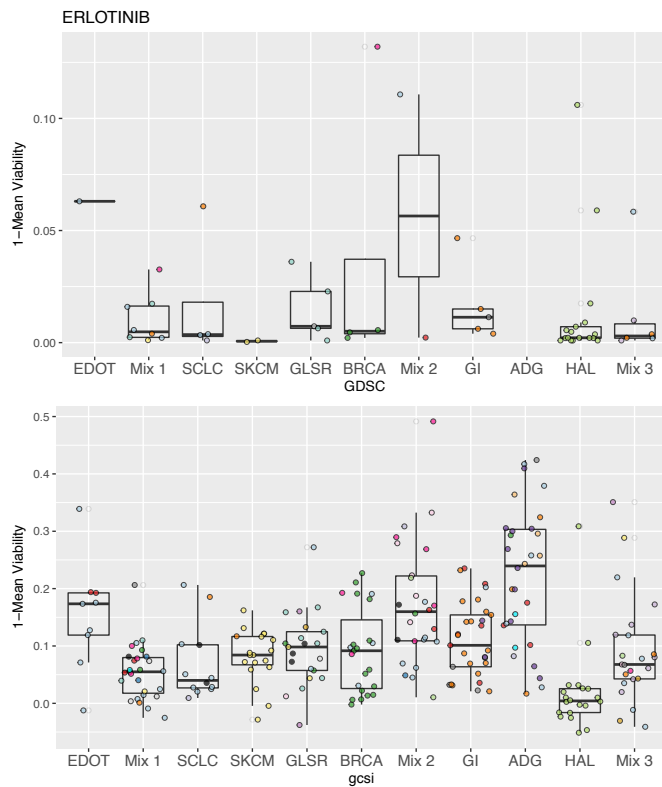 ERLOTINIB
1−Mean Viability
0.10
0.05
0.00
EDOT Mix 1 SCLC SKCM GLSR BRCA Mix 2 GI ADG HAL Mix 3
GDSC
1−Mean Viability
0.5
0.4
0.3
0.2
0.1
0.0
EDOT Mix 1 SCLC SKCM GLSR BRCA Mix 2 GI ADG HAL Mix 3
gcsi